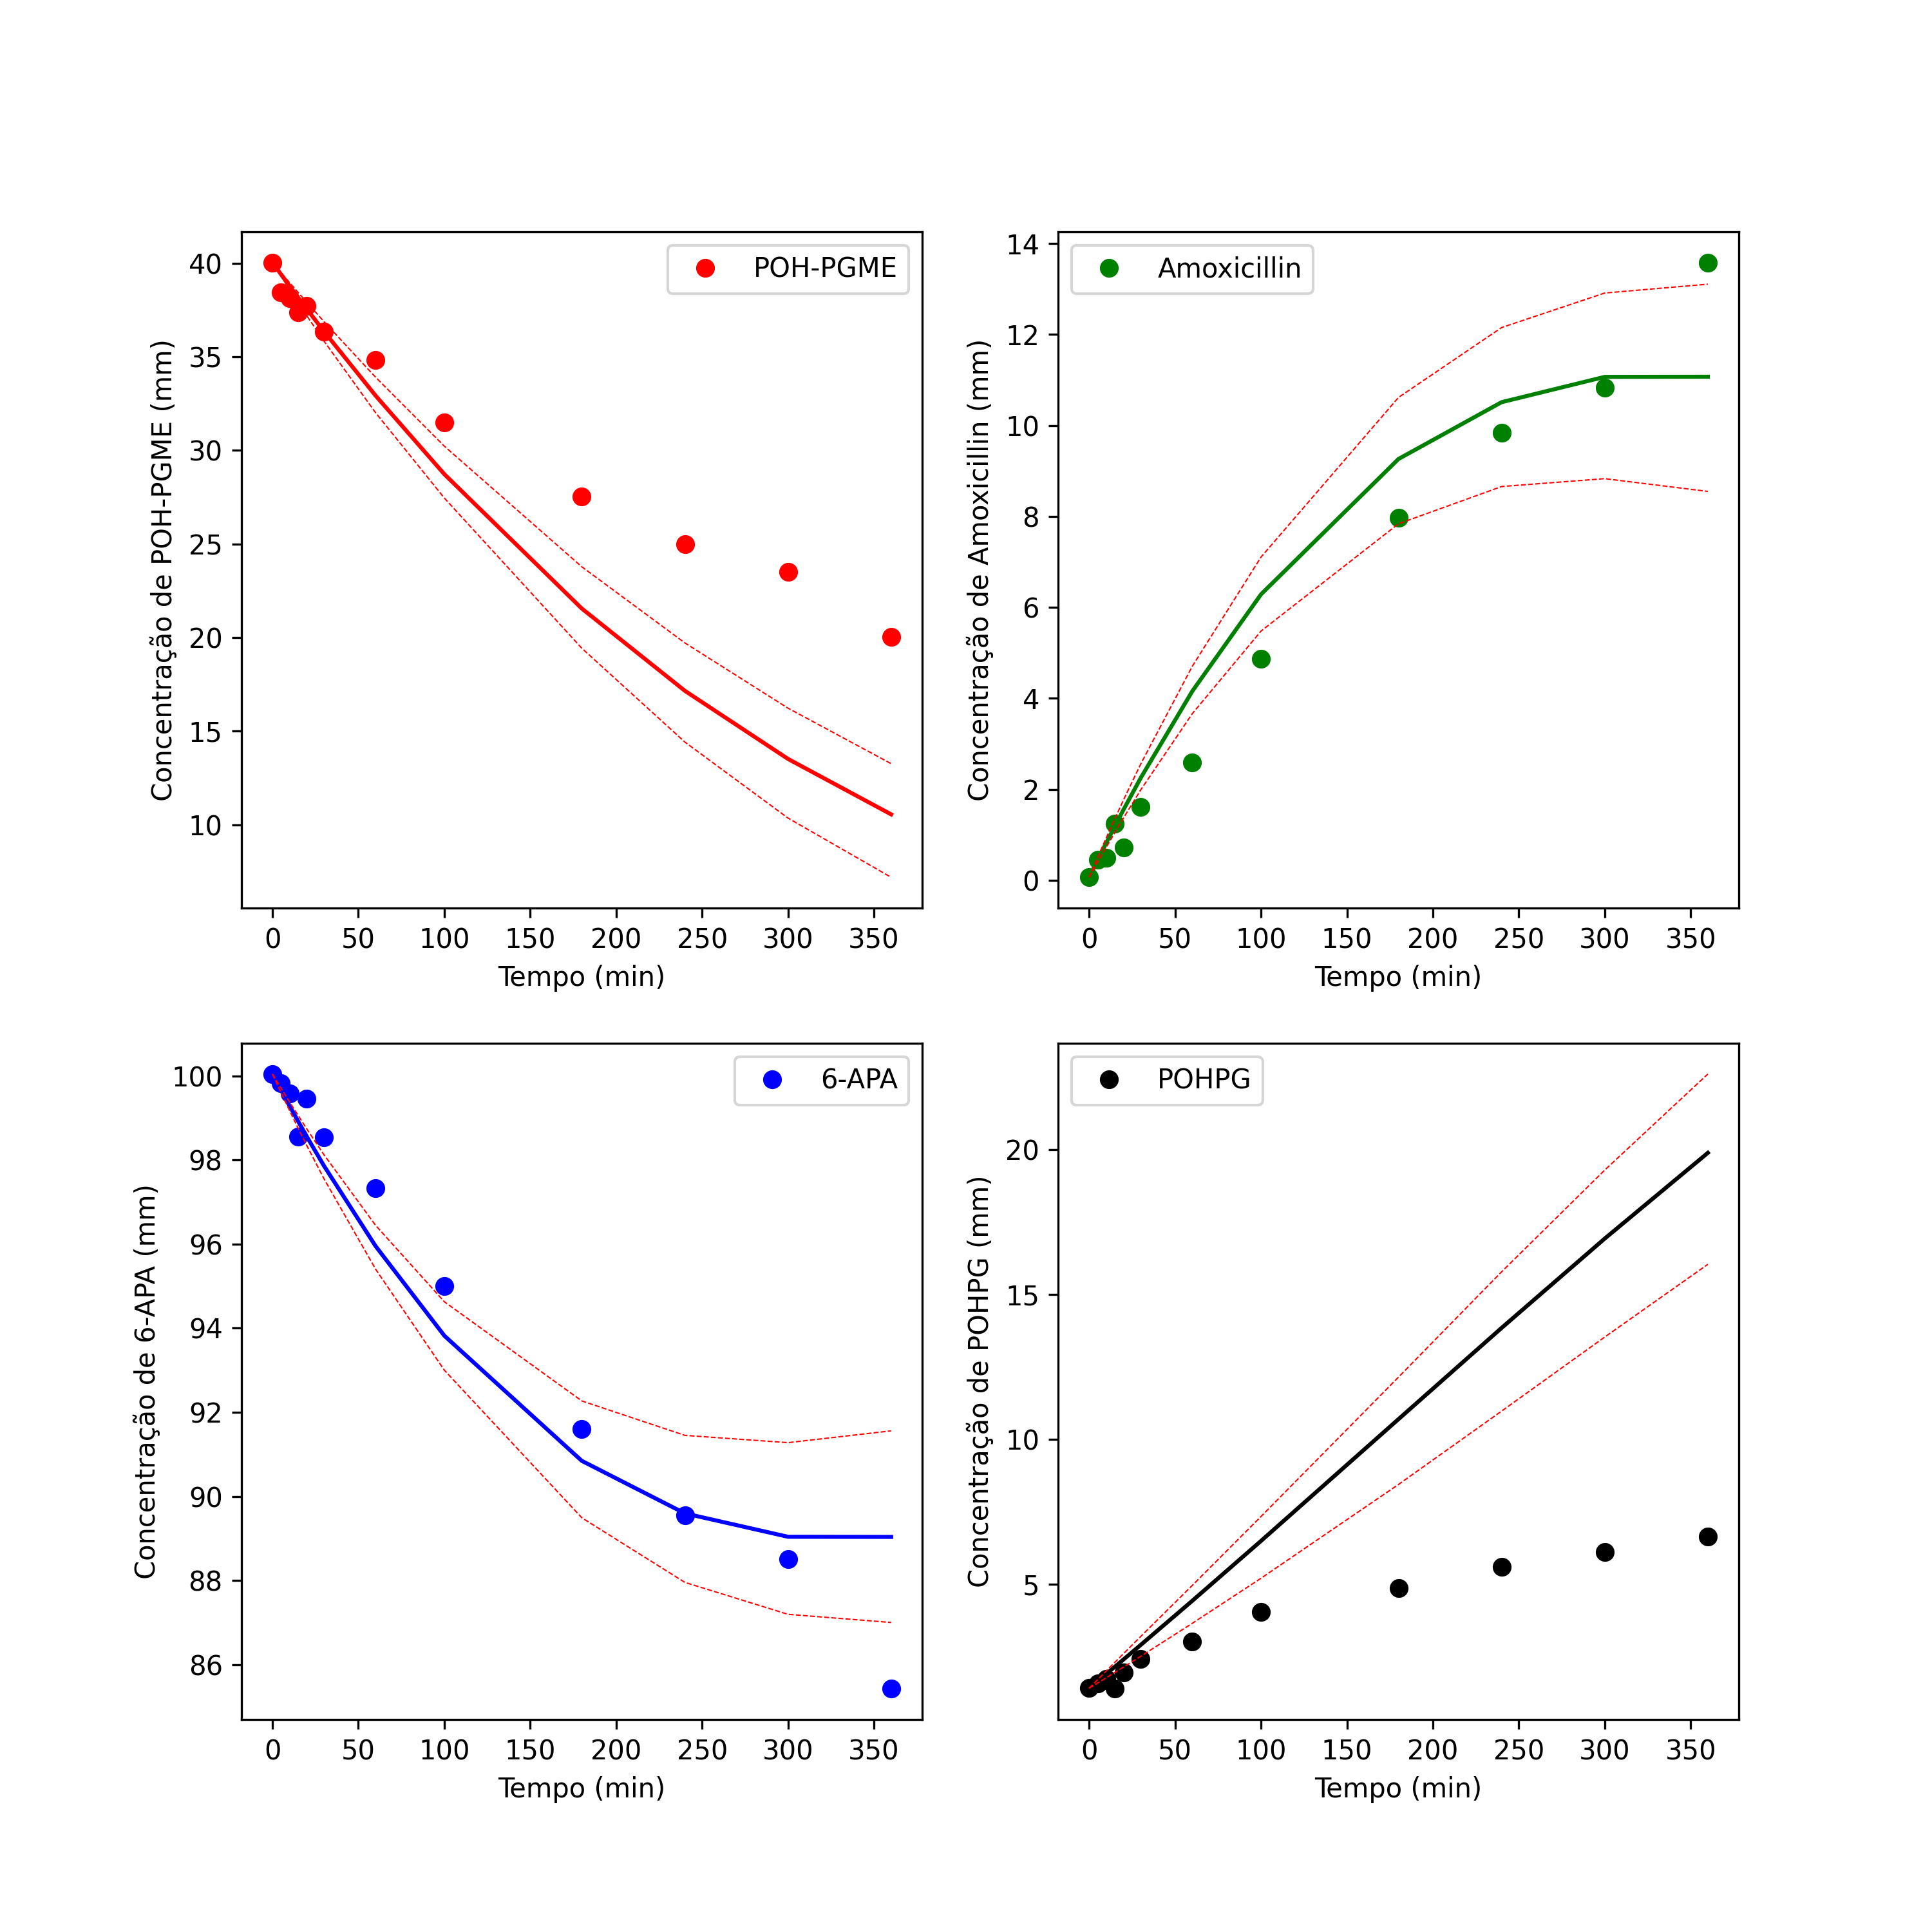 POH-PGME
Concentração de POH-PGME (mm)
40
35
30
25
20
15
10
0 50 100 150 200 250 300 350
Tempo (min)
Amoxicillin
Concentração de Amoxicillin (mm)
14
12
10
8
6
4
2
0
0 50 100 150 200 250 300 350
Tempo (min)
6-APA
Concentração de 6-APA (mm)
100
98
96
94
92
90
88
86
0 50 100 150 200 250 300 350
Tempo (min)
POHPG
Concentração de POHPG (mm)
20
15
10
5
0 50 100 150 200 250 300 350
Tempo (min)